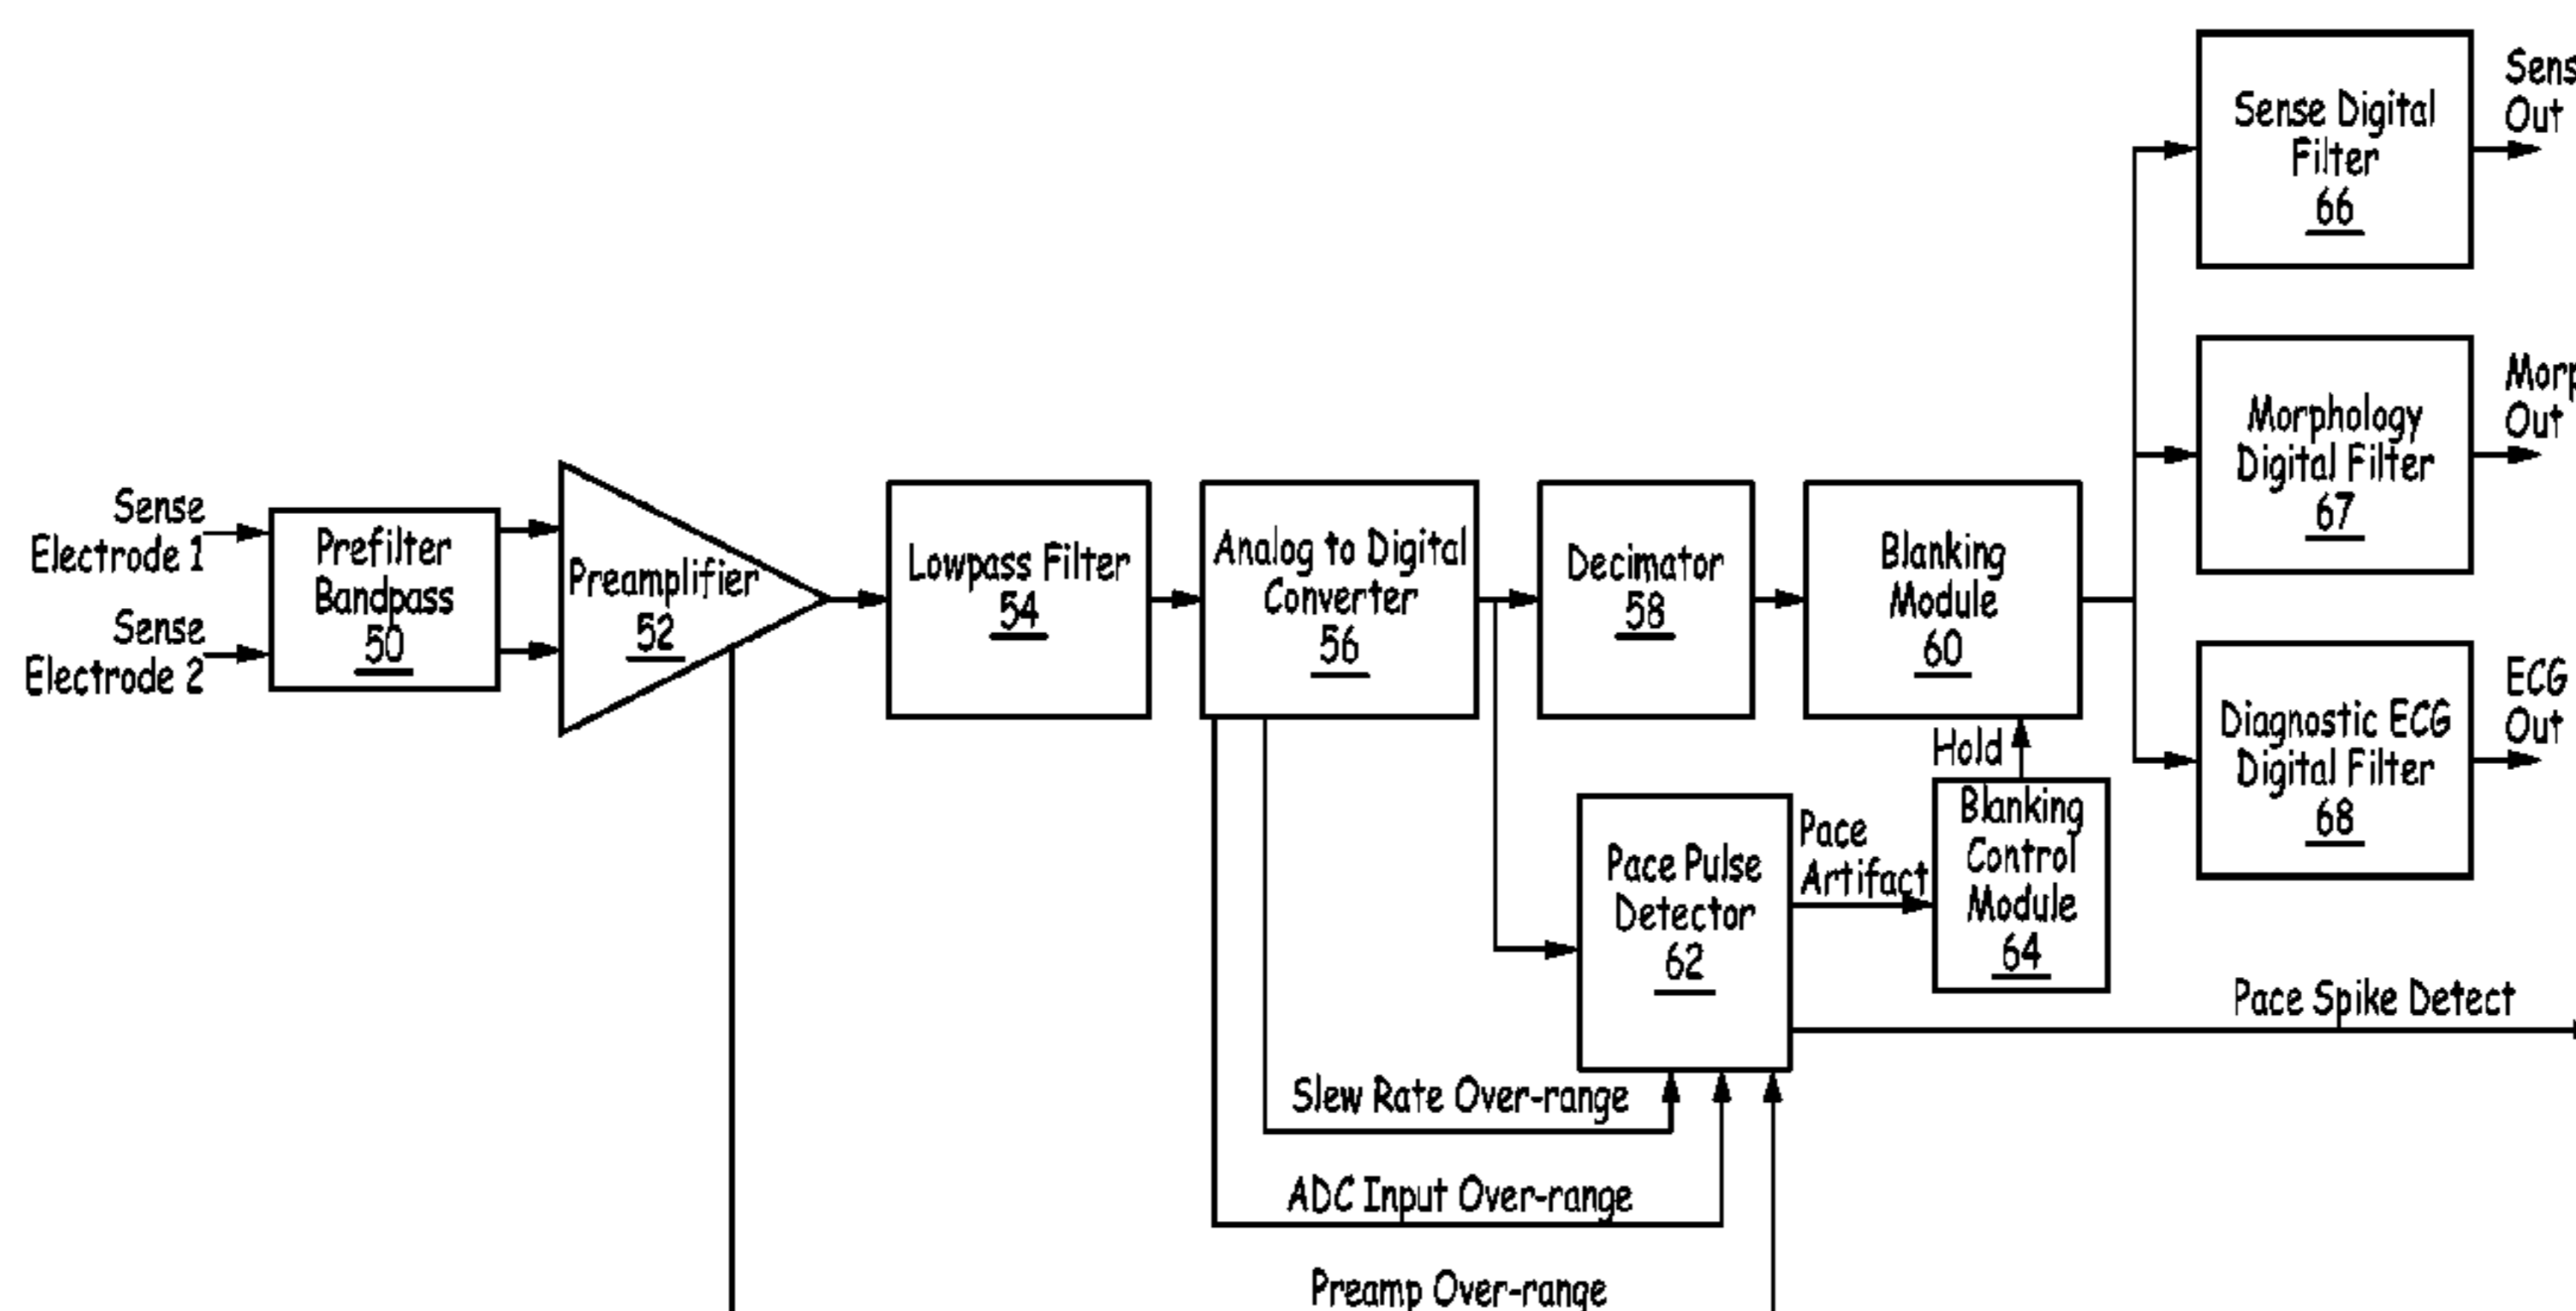 Sense
Electrode 1
Sense
Electrode 2
Prefilter
Bandpass
50
Preamplifier
52
Lowpass Filter
54
Analog to Digital
Converter
56
Decimator
58
Blanking
Module
60
Hold
Blanking
Control
Module
64
Pace Pulse
Detector
62
Pace
Artifact
Sense Digital
Filter
66
Sens
Out
Morphology
Digital Filter
67
Morp
Out
Diagnostic ECG
Digital Filter
68
ECG
Out
Pace Spike Detect
Slew Rate Over-range
ADC Input Over-range
Preamp Over-range